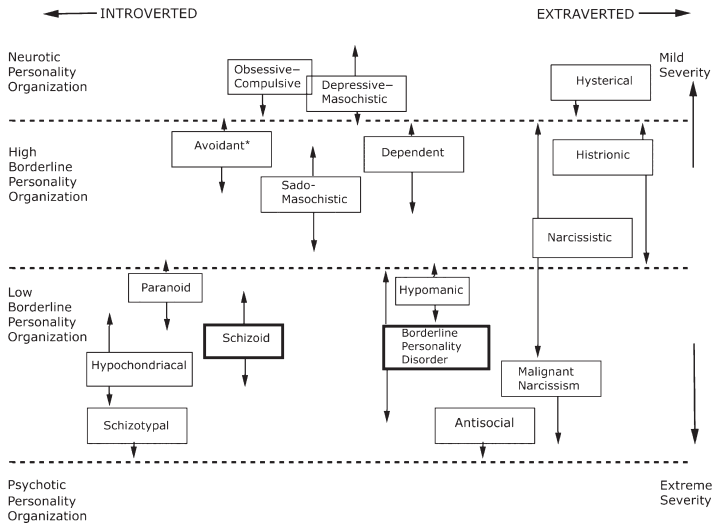 INTROVERTED
EXTRAVERTED
Neurotic
Personality
Organization
Obsessive–
Compulsive
Depressive–
Masochistic
Hysterical
Mild
Severity
High
Borderline
Personality
Organization
Avoidant*
Sado-
Masochistic
Dependent
Histrionic
Narcissistic
Low
Borderline
Personality
Organization
Paranoid
Schizoid
Hypochondriacal
Schizotypal
Hypomanic
Borderline
Personality
Disorder
Malignant
Narcissism
Antisocial
Psychotic
Personality
Organization
Extreme
Severity